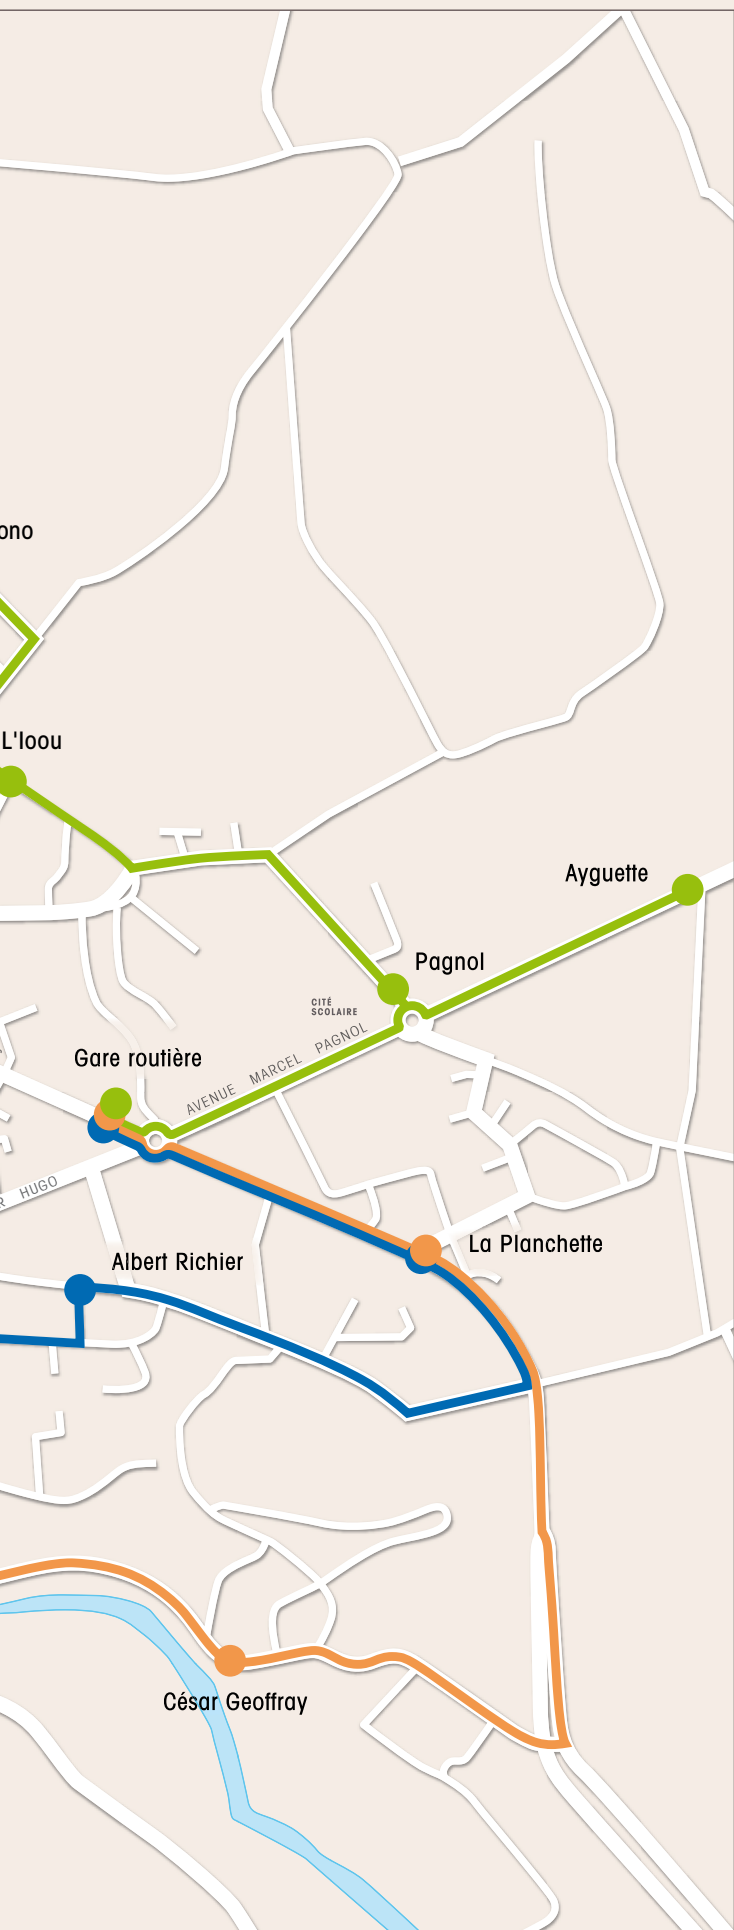 ono
L'Ioou
Ayguette
Pagnol
CITÉ
SCOLAIRE
AVENUE MARCEL PAGNOL
Gare routière
R HUGO
La Planchette
Albert Richier
César Geoffray